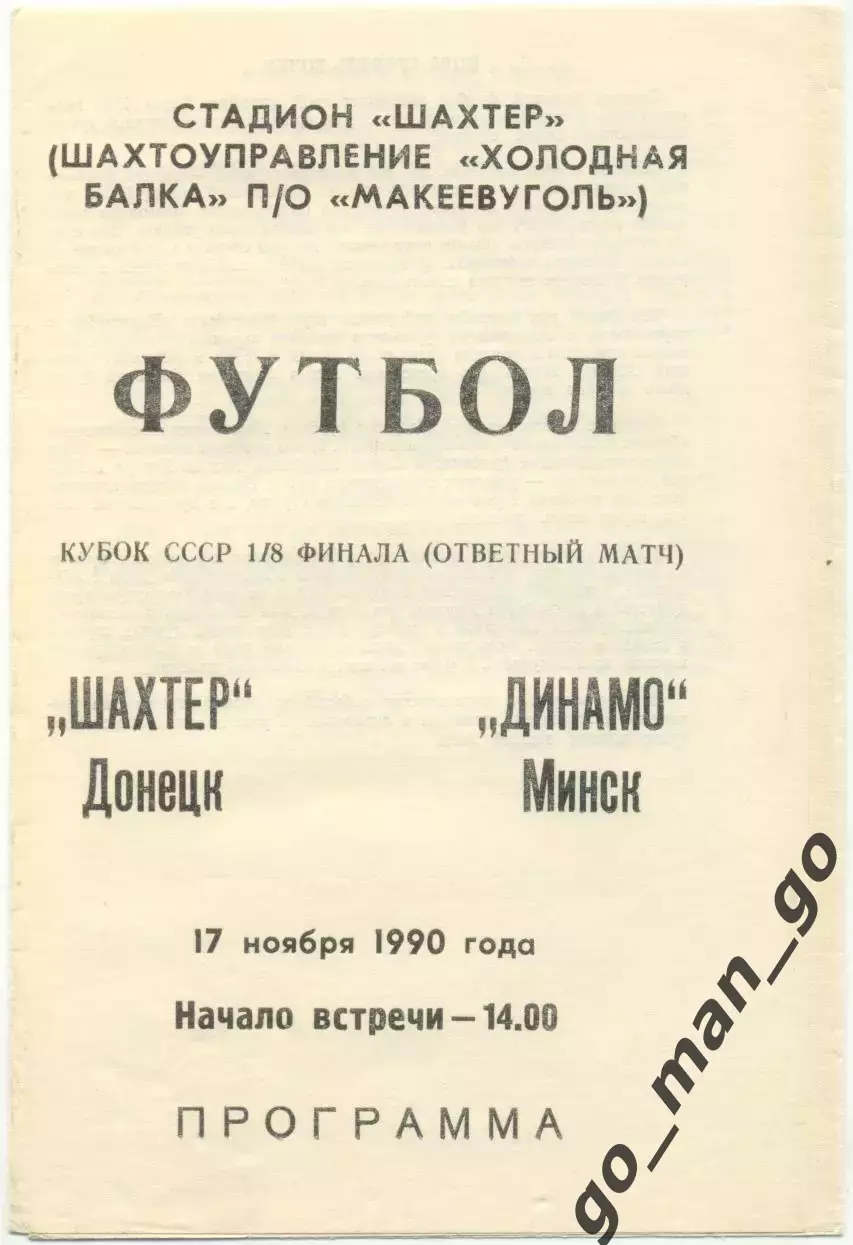 СТАДИОН «ШАХТЕР»
(ШАХТОУПРАВЛЕНИЕ «ХОЛОДНАЯ
БАЛКА» П/О «МАКЕЕВУГОЛЬ»)
ФУТБОЛ
КУБОК СССР 1/8 ФИНАЛА (ОТВЕТНЫЙ МАТЧ)
„ШАХТЕР“ „ДИНАМО“
Донецк Минск
17 ноября 1990 года
Начало встречи — 14.00
ПРОГРАММА
go_man_go